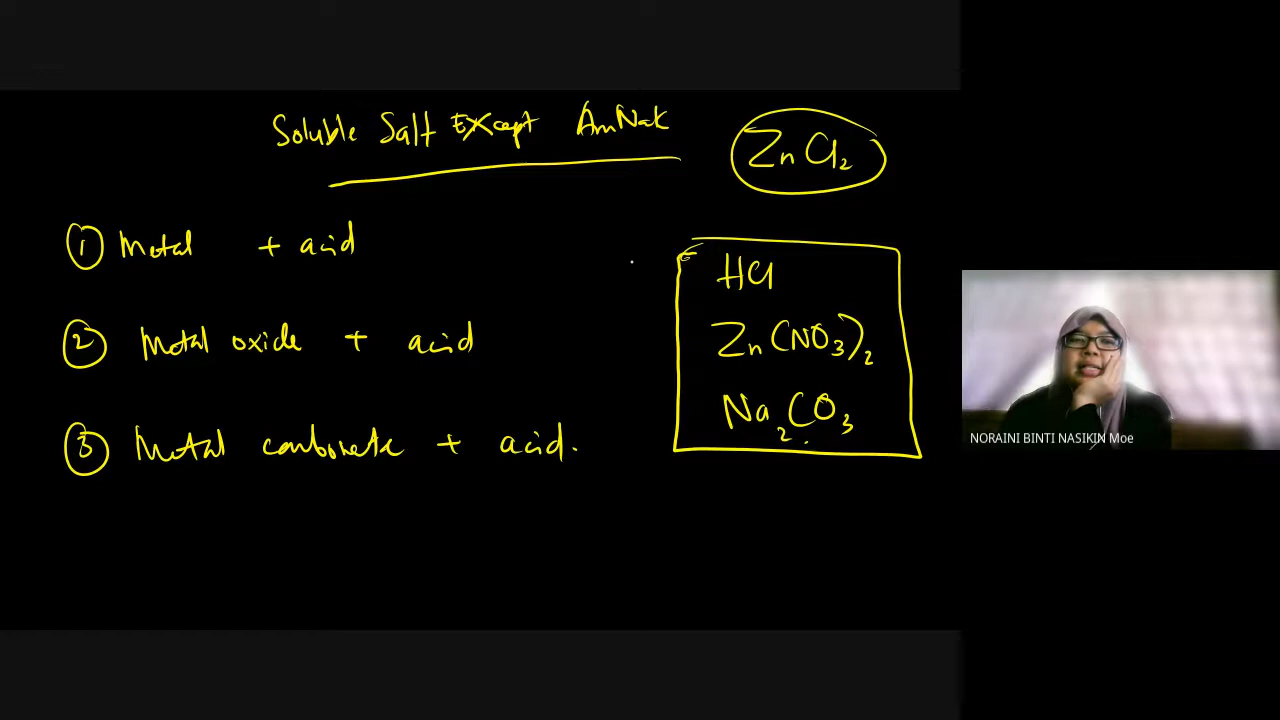 Soluble Salt Except AmNaK
ZnCl2
① Metal + acid
② Metal oxide + acid
③ Metal carbonate + acid.
HCl
Zn(NO3)2
Na2CO3
NORAINI BINTI NASIKIN Moe